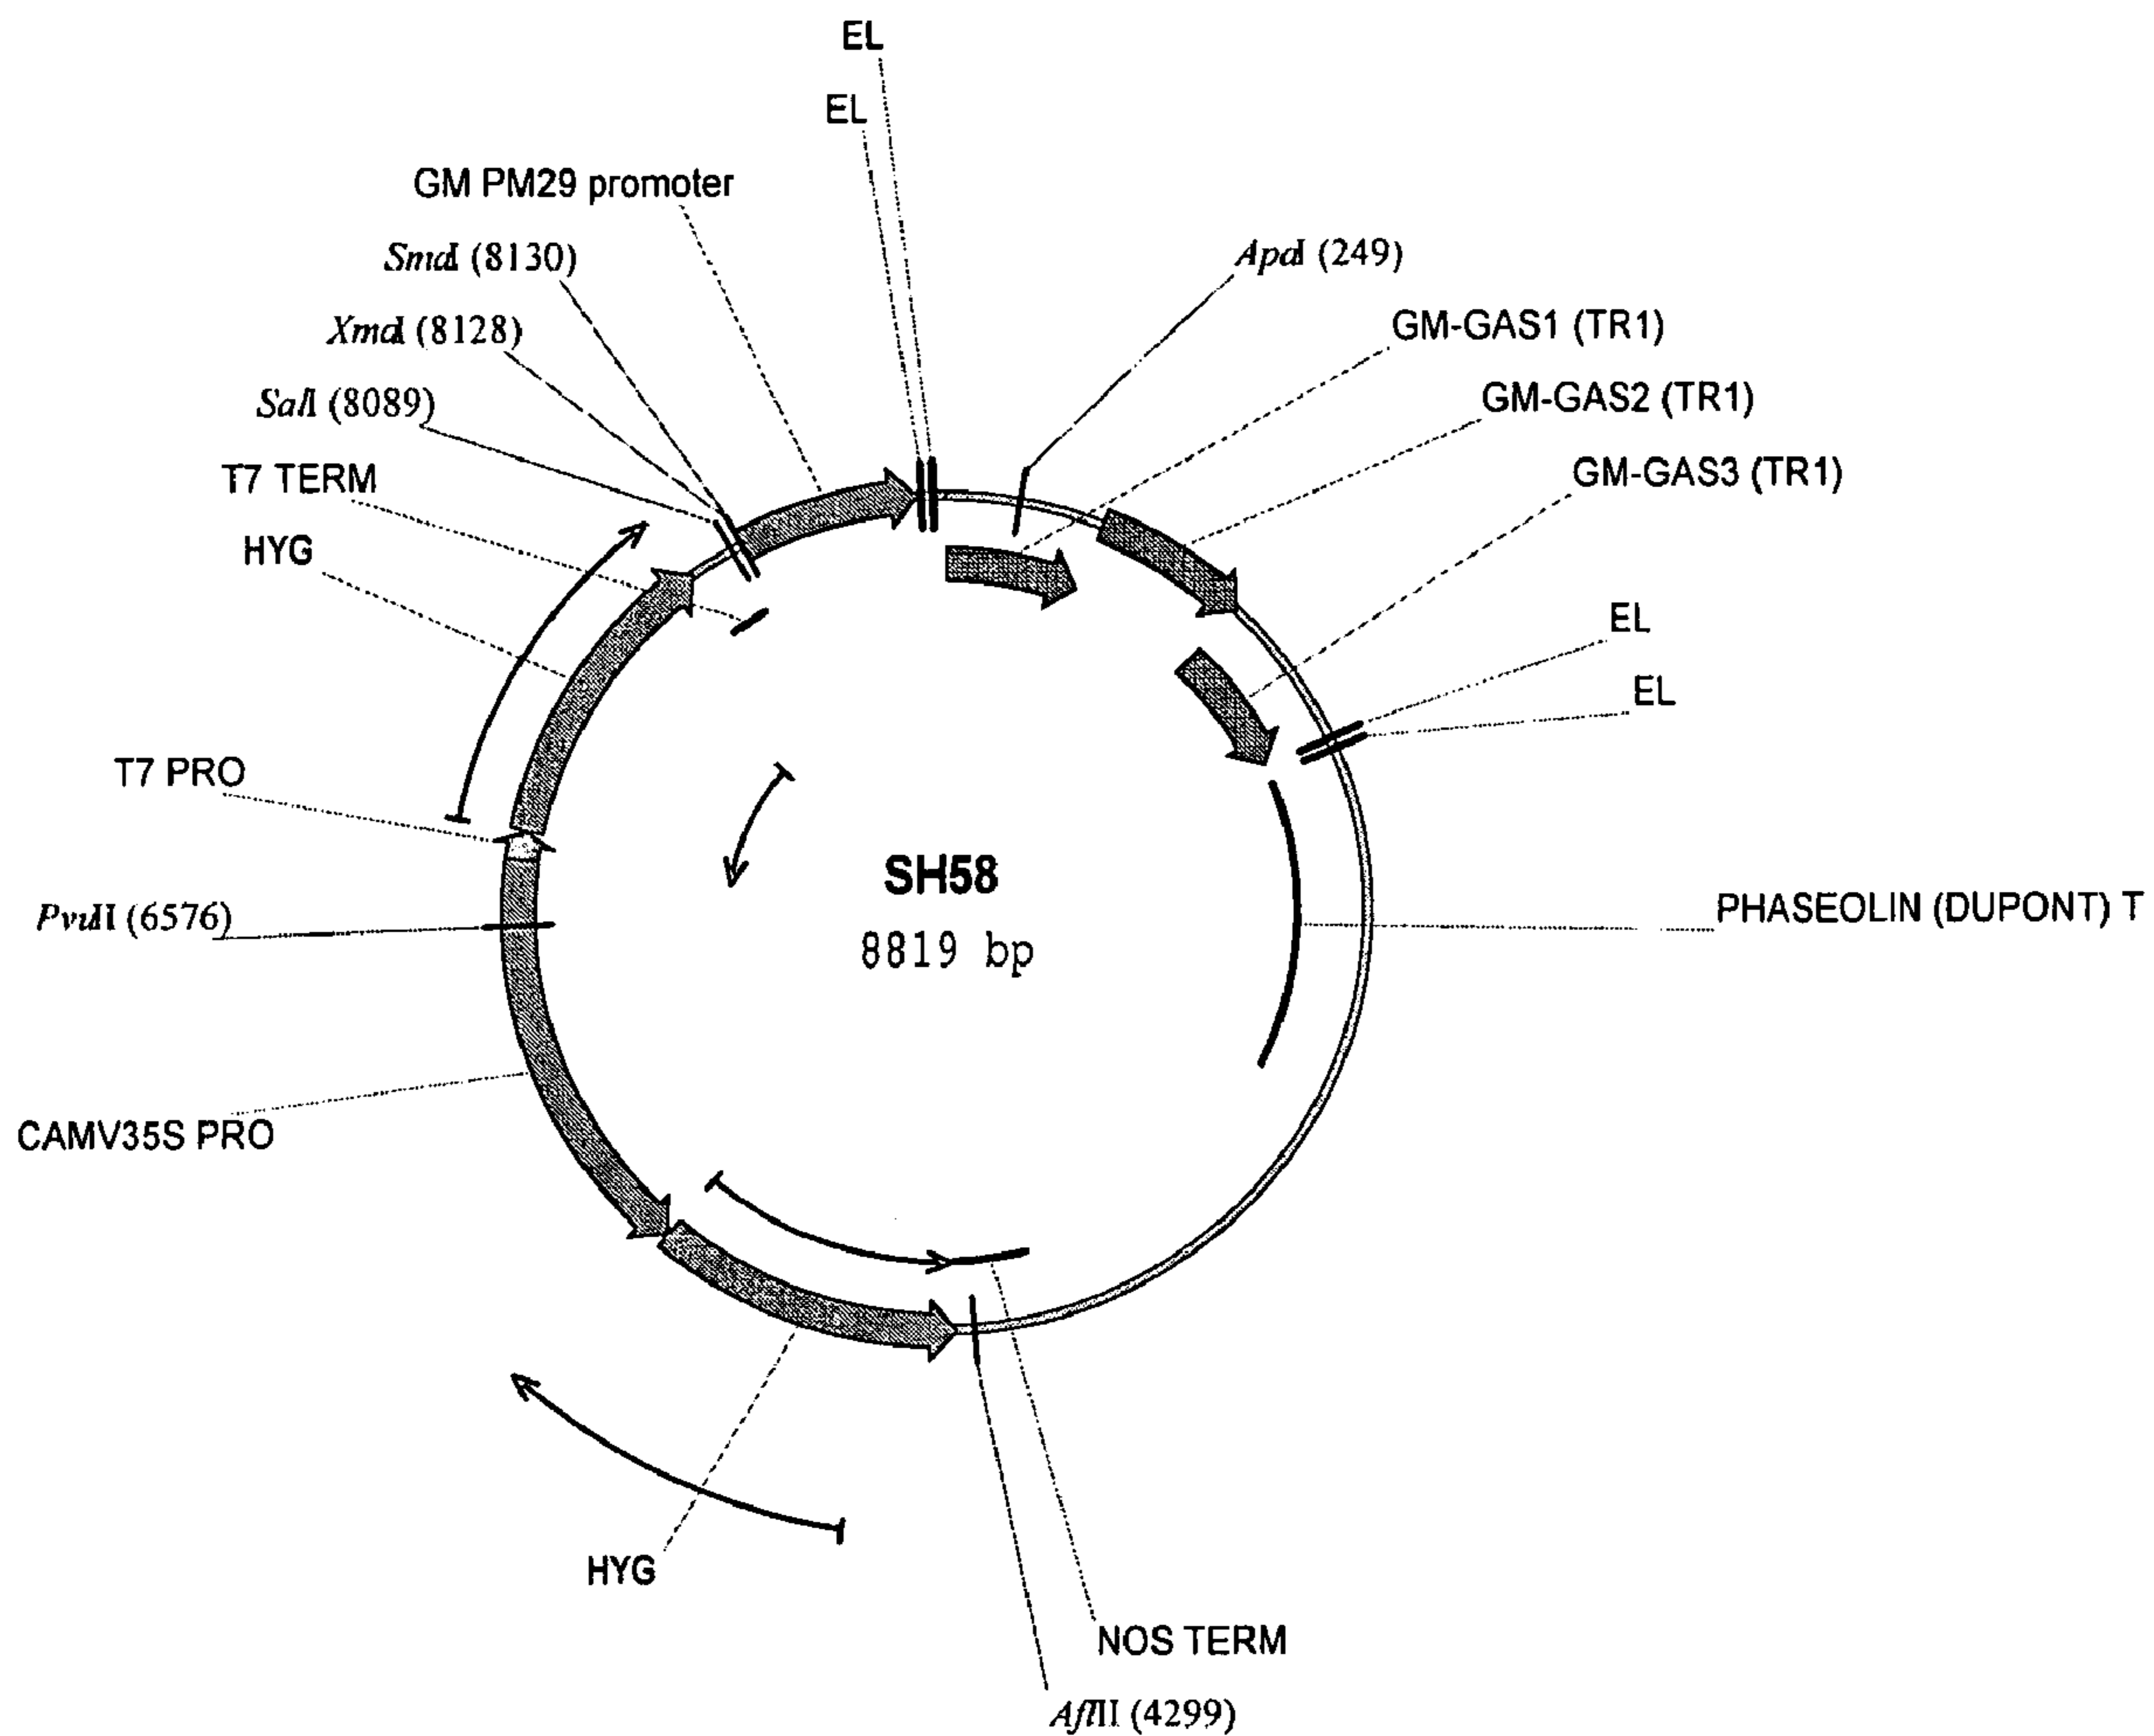 EL
EL
GM PM29 promoter
SmaI (8130)
ApaI (249)
XmaI (8128)
GM-GAS1 (TR1)
SalI (8089)
GM-GAS2 (TR1)
T7 TERM
GM-GAS3 (TR1)
HYG
EL
EL
T7 PRO
SH58
8819 bp
PvuII (6576)
PHASEOLIN (DUPONT) T
CAMV35S PRO
HYG
NOS TERM
AflII (4299)